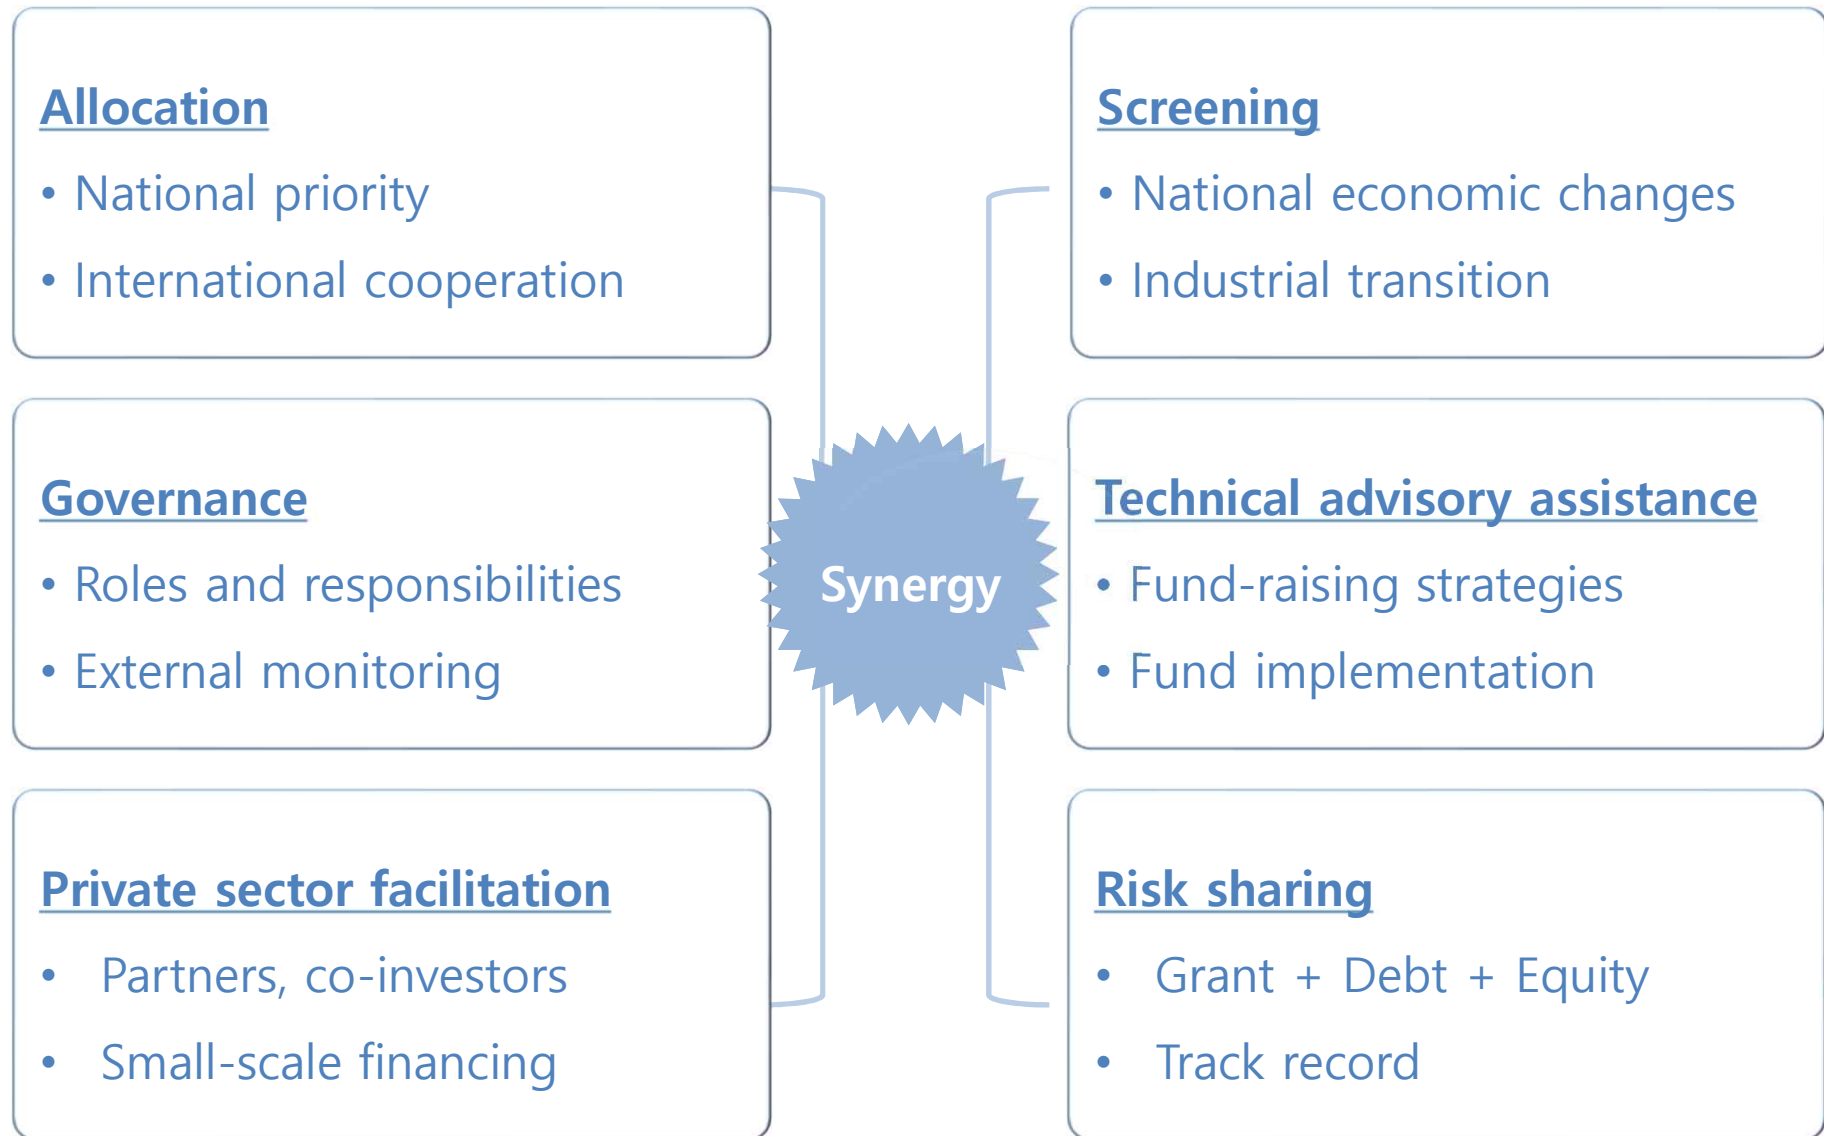 Allocation
• National priority
• International cooperation
Governance
• Roles and responsibilities
• External monitoring
Private sector facilitation
• Partners, co-investors
• Small-scale financing
Synergy
Screening
• National economic changes
• Industrial transition
Technical advisory assistance
• Fund-raising strategies
• Fund implementation
Risk sharing
• Grant + Debt + Equity
• Track record